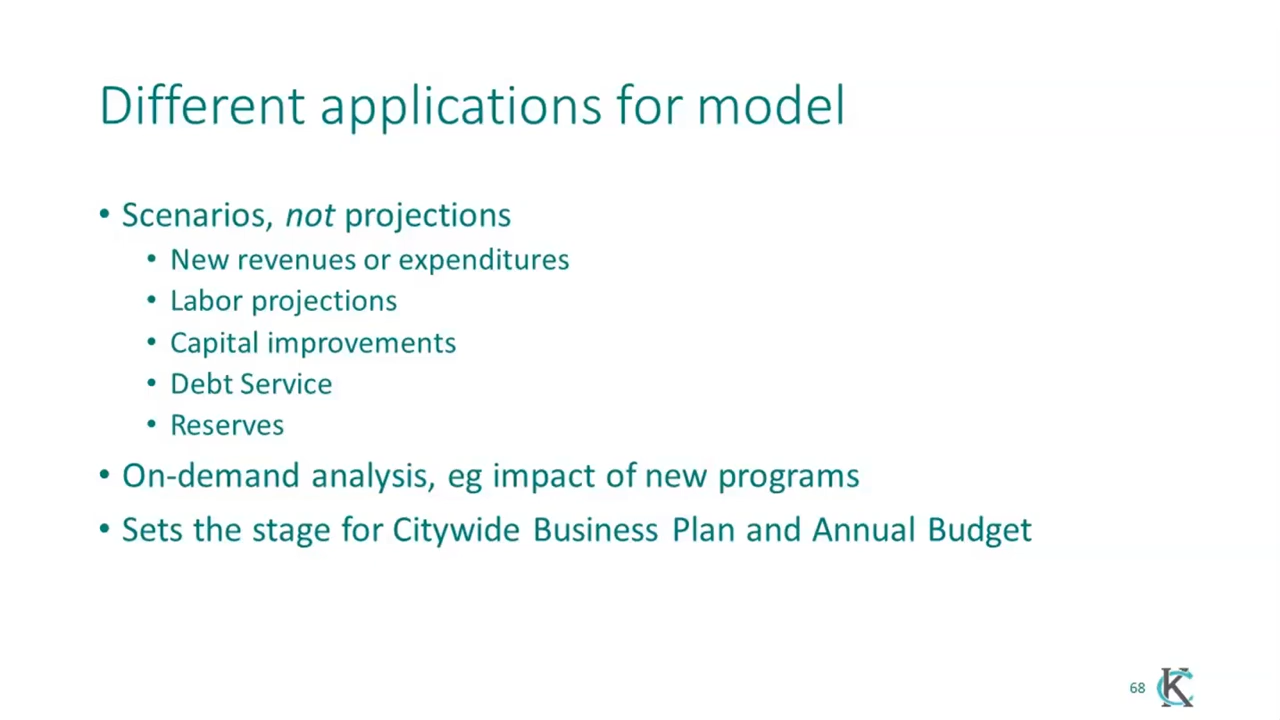 Different applications for model
• Scenarios, not projections
• New revenues or expenditures
• Labor projections
• Capital improvements
• Debt Service
• Reserves
• On-demand analysis, eg impact of new programs
• Sets the stage for Citywide Business Plan and Annual Budget
68
KC